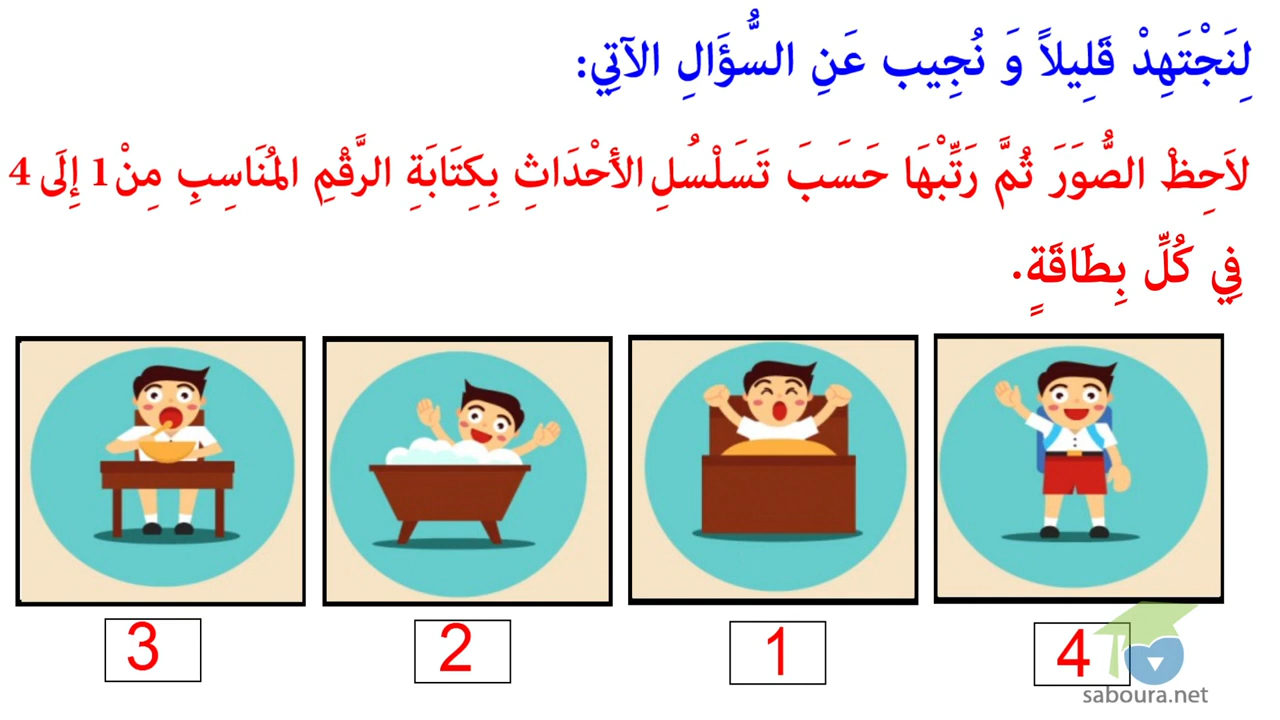 لِنَجْتَهِدْ قَلِيلاً وَ نُجِيب عَنِ السُّؤَالِ الآتِي:
لاَحِظْ الصُّوَرَ ثُمَّ رَتِّبْهَا حَسَبَ تَسَلْسُلِ الأَحْدَاثِ بِكِتَابَةِ الرَّقْمِ المُنَاسِبِ مِنْ 1 إِلَى 4
فِي كُلِّ بِطَاقَةٍ.
4 1 2 3
saboura.net